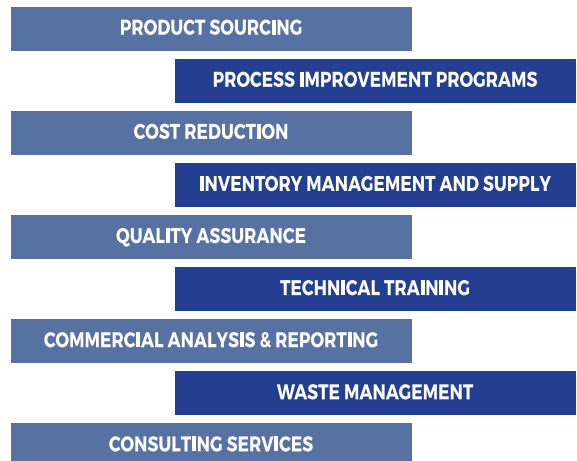 PRODUCT SOURCING
PROCESS IMPROVEMENT PROGRAMS
COST REDUCTION
INVENTORY MANAGEMENT AND SUPPLY
QUALITY ASSURANCE
TECHNICAL TRAINING
COMMERCIAL ANALYSIS & REPORTING
WASTE MANAGEMENT
CONSULTING SERVICES